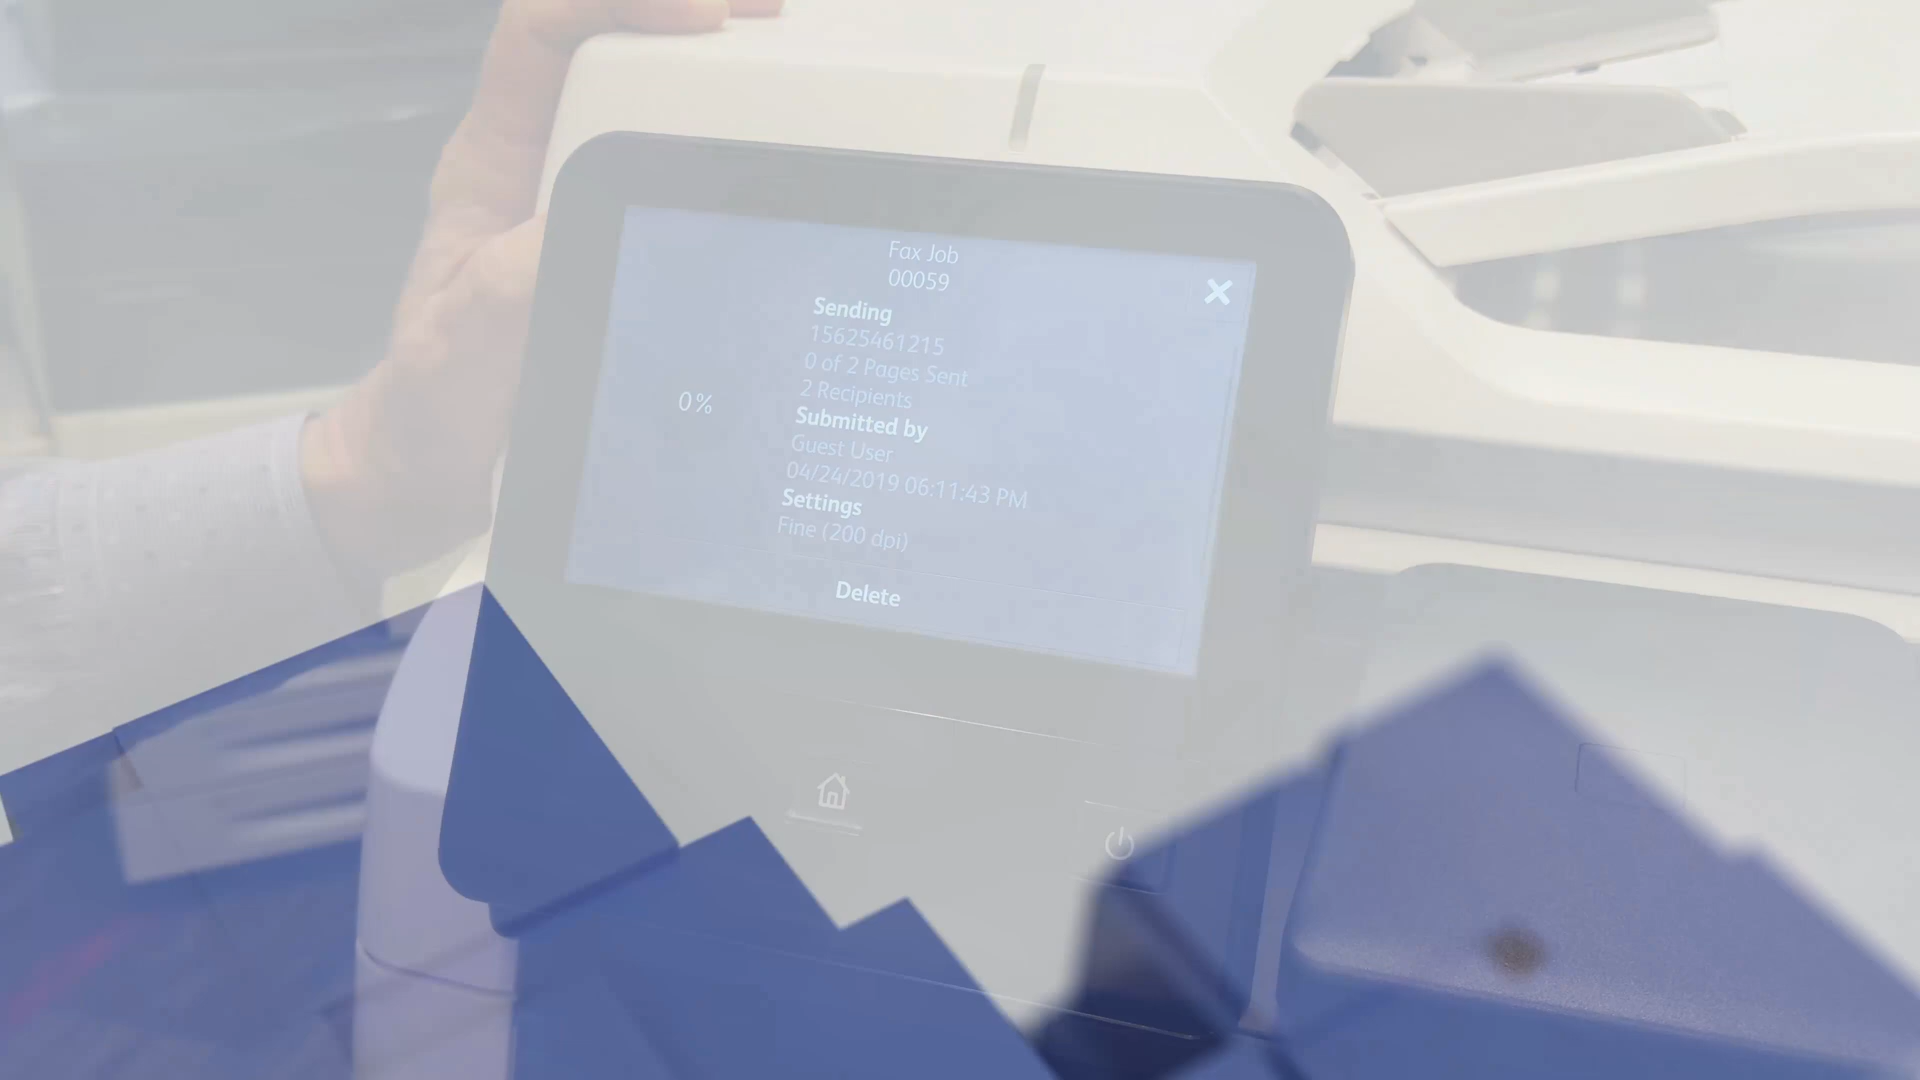 Fax Job
00059
Sending
15625461215
0 of 2 Pages Sent
2 Recipients
0%
Submitted by
Guest User
04/24/2019 06:11:43 PM
Settings
Fine (200 dpi)
Delete